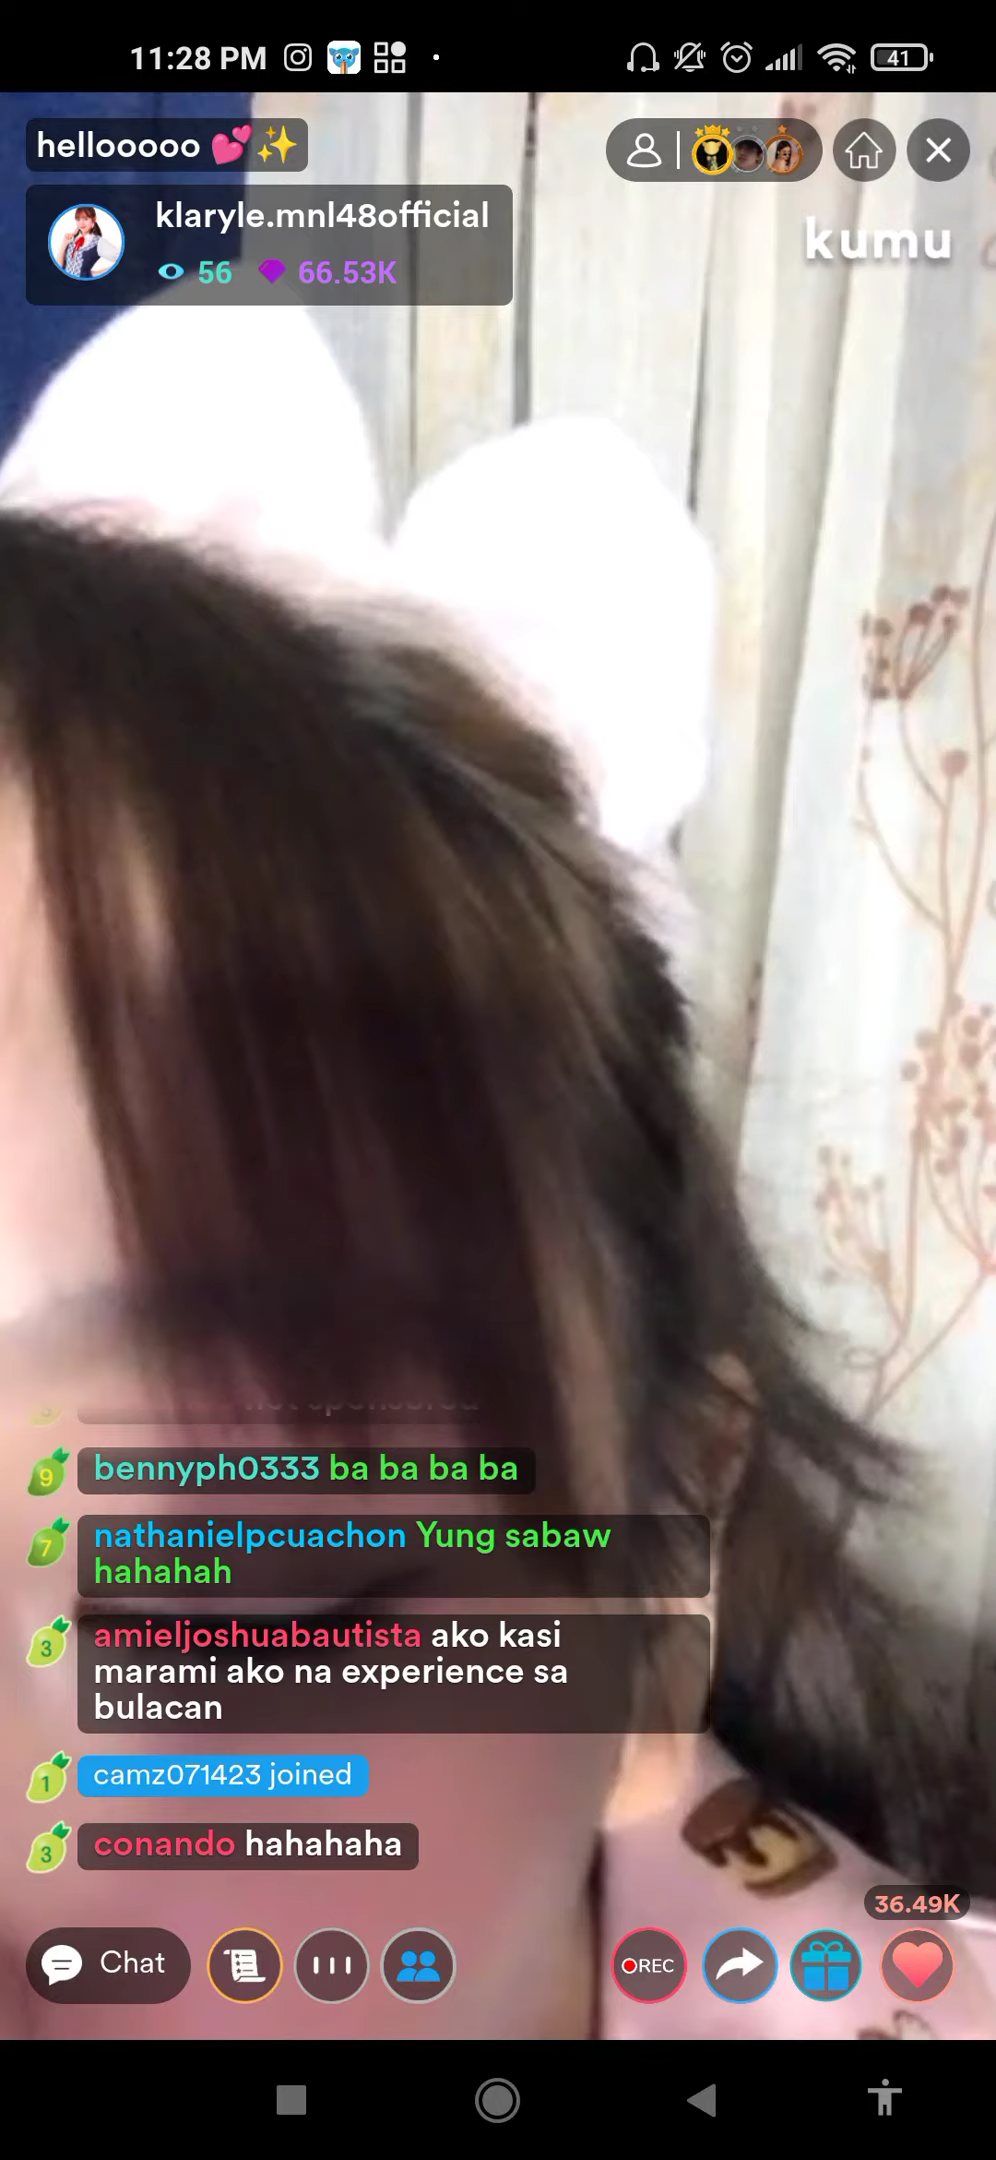 11:28 PM
41
hellooooo 💕✨
klaryle.mnl48official
56 66.53K
kumu
not sponsored
9 bennyph0333 ba ba ba ba
7 nathanielpcuachon Yung sabaw
hahahah
3 amieljoshuabautista ako kasi
marami ako na experience sa
bulacan
1 camz071423 joined
3 conando hahahaha
36.49K
Chat
REC